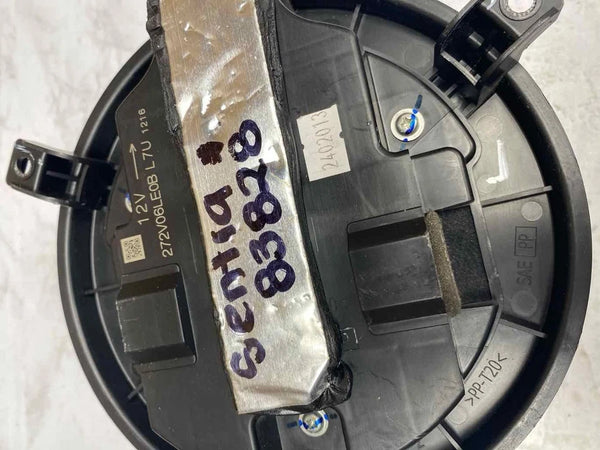 12V →
272V06LE0B L7U 1216
sentia *
83828
2402013
SAE PP
>PP-T20<